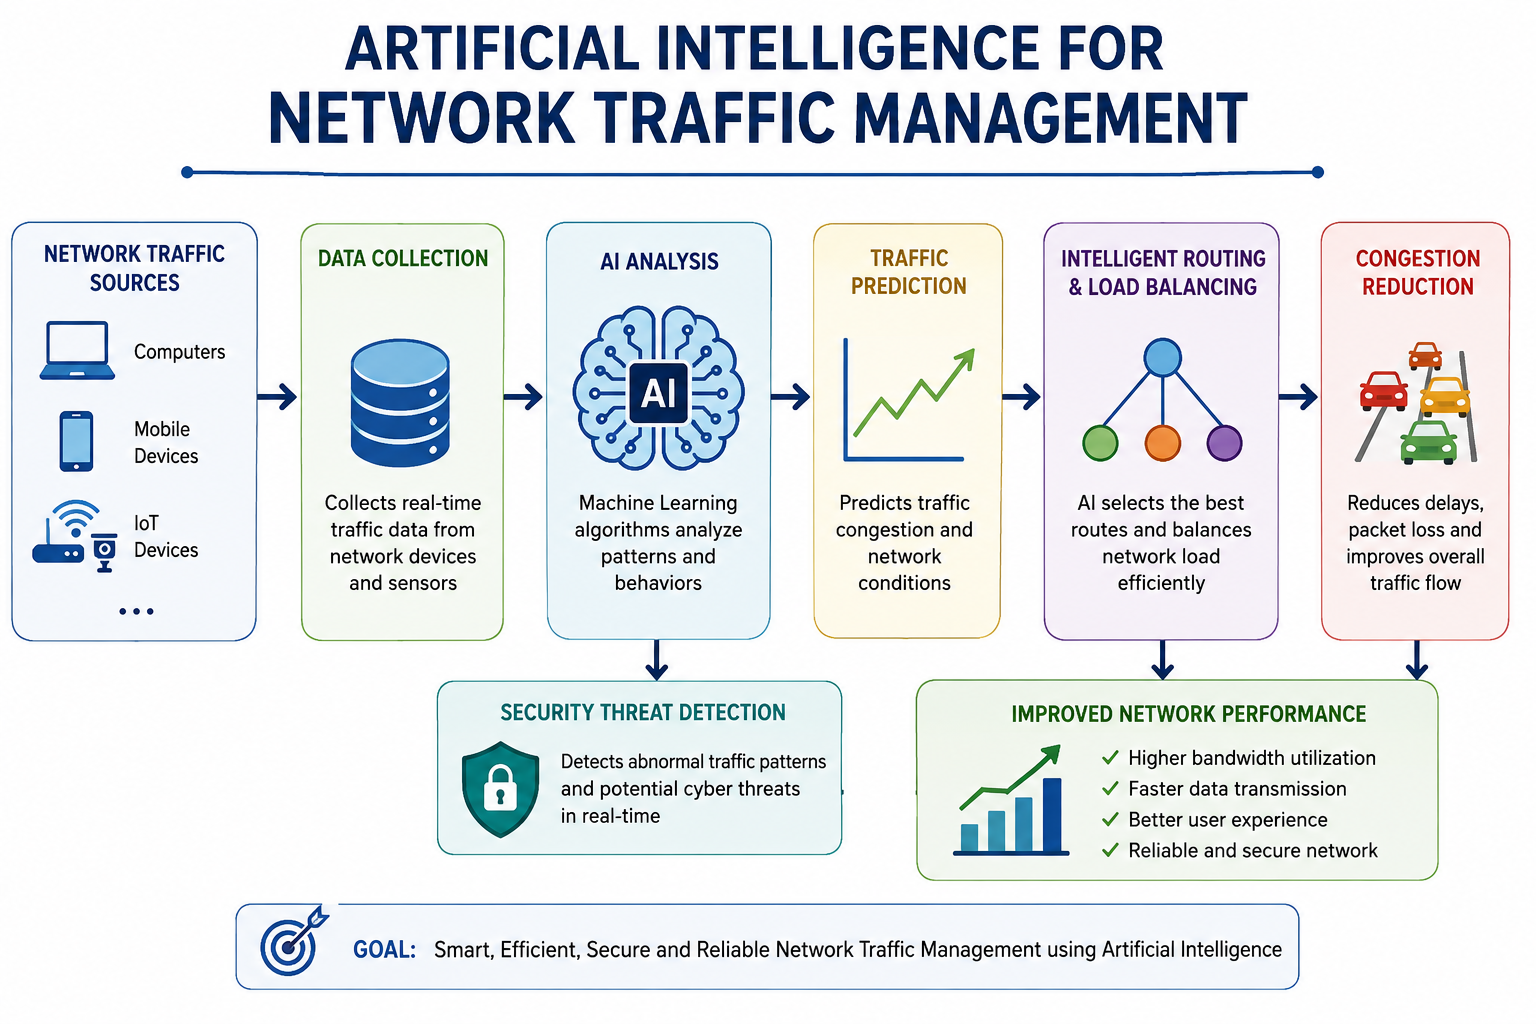 ARTIFICIAL INTELLIGENCE FOR
NETWORK TRAFFIC MANAGEMENT
NETWORK TRAFFIC
SOURCES
Computers
Mobile
Devices
IoT
Devices
...
DATA COLLECTION
Collects real-time
traffic data from
network devices
and sensors
AI ANALYSIS
AI
Machine Learning
algorithms analyze
patterns and
behaviors
TRAFFIC
PREDICTION
Predicts traffic
congestion and
network
conditions
INTELLIGENT ROUTING
& LOAD BALANCING
AI selects the best
routes and balances
network load
efficiently
CONGESTION
REDUCTION
Reduces delays,
packet loss and
improves overall
traffic flow
SECURITY THREAT DETECTION
Detects abnormal traffic patterns
and potential cyber threats
in real-time
IMPROVED NETWORK PERFORMANCE
✓ Higher bandwidth utilization
✓ Faster data transmission
✓ Better user experience
✓ Reliable and secure network
GOAL: Smart, Efficient, Secure and Reliable Network Traffic Management using Artificial Intelligence